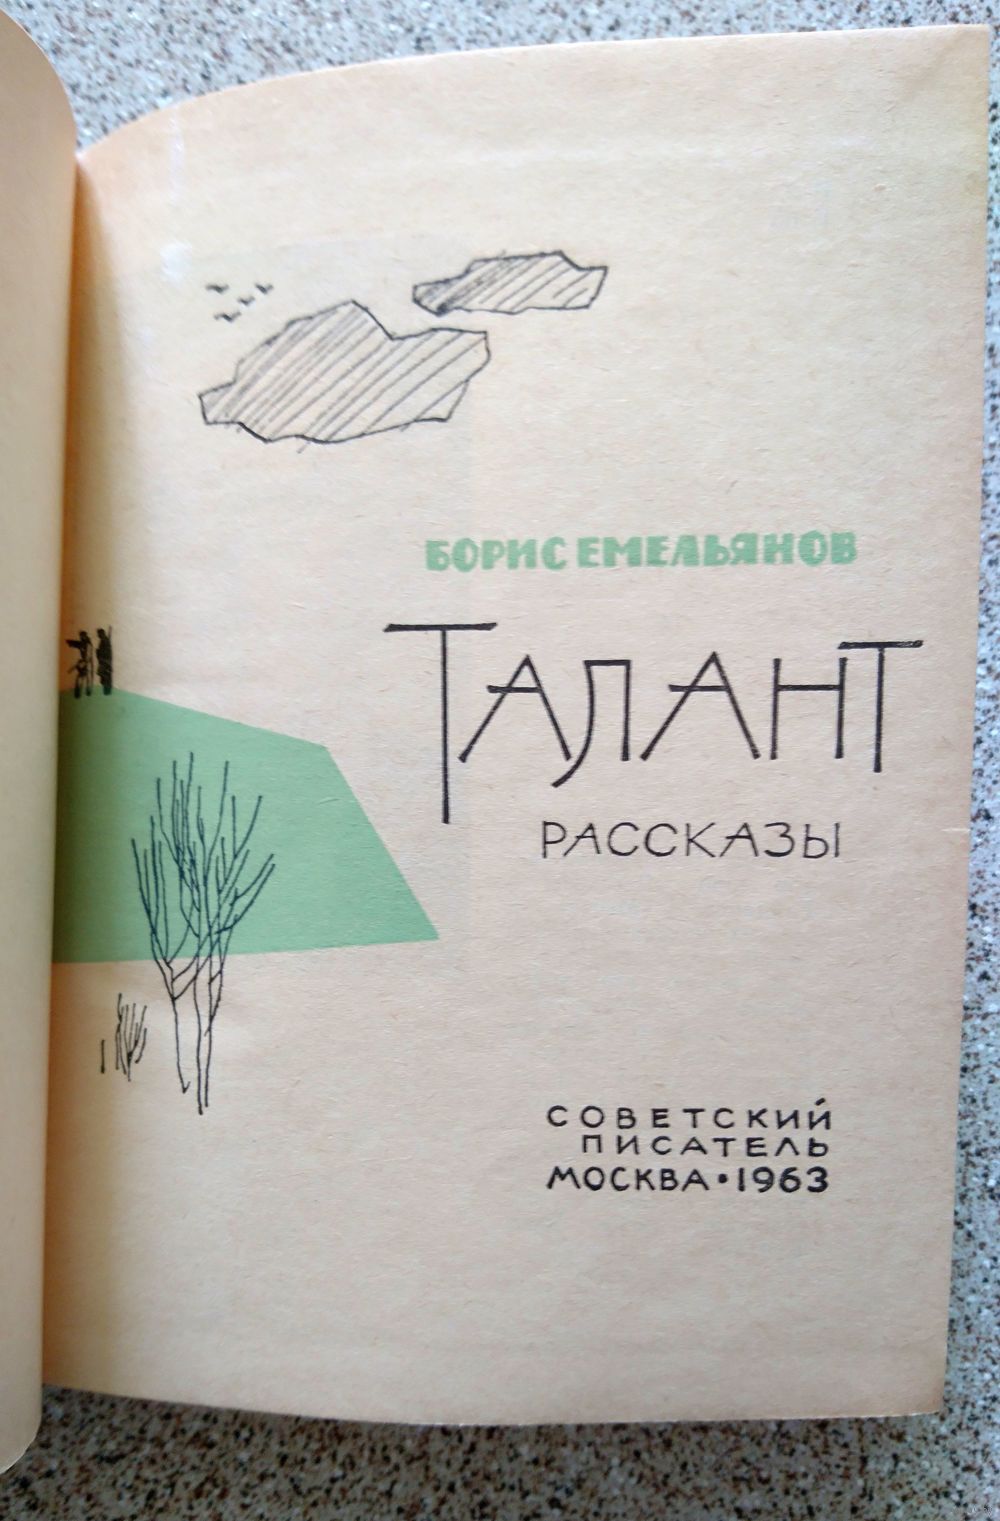 БОРИС ЕМЕЛЬЯНОВ
ТАЛАНТ
РАССКАЗЫ
СОВЕТСКИЙ
ПИСАТЕЛЬ
МОСКВА • 1963